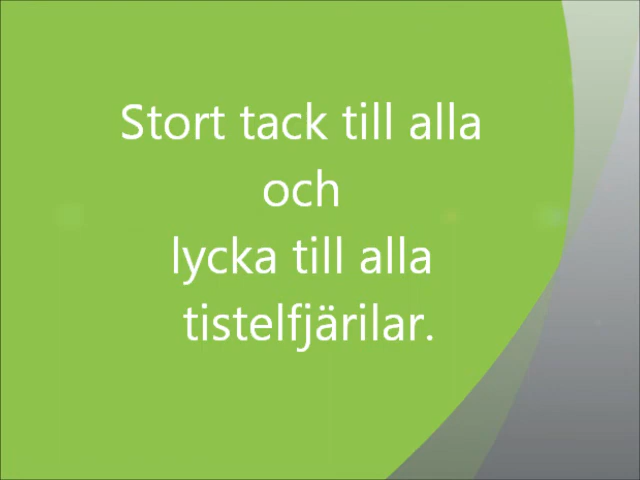 Stort tack till alla
och
lycka till alla
tistelfjärilar.